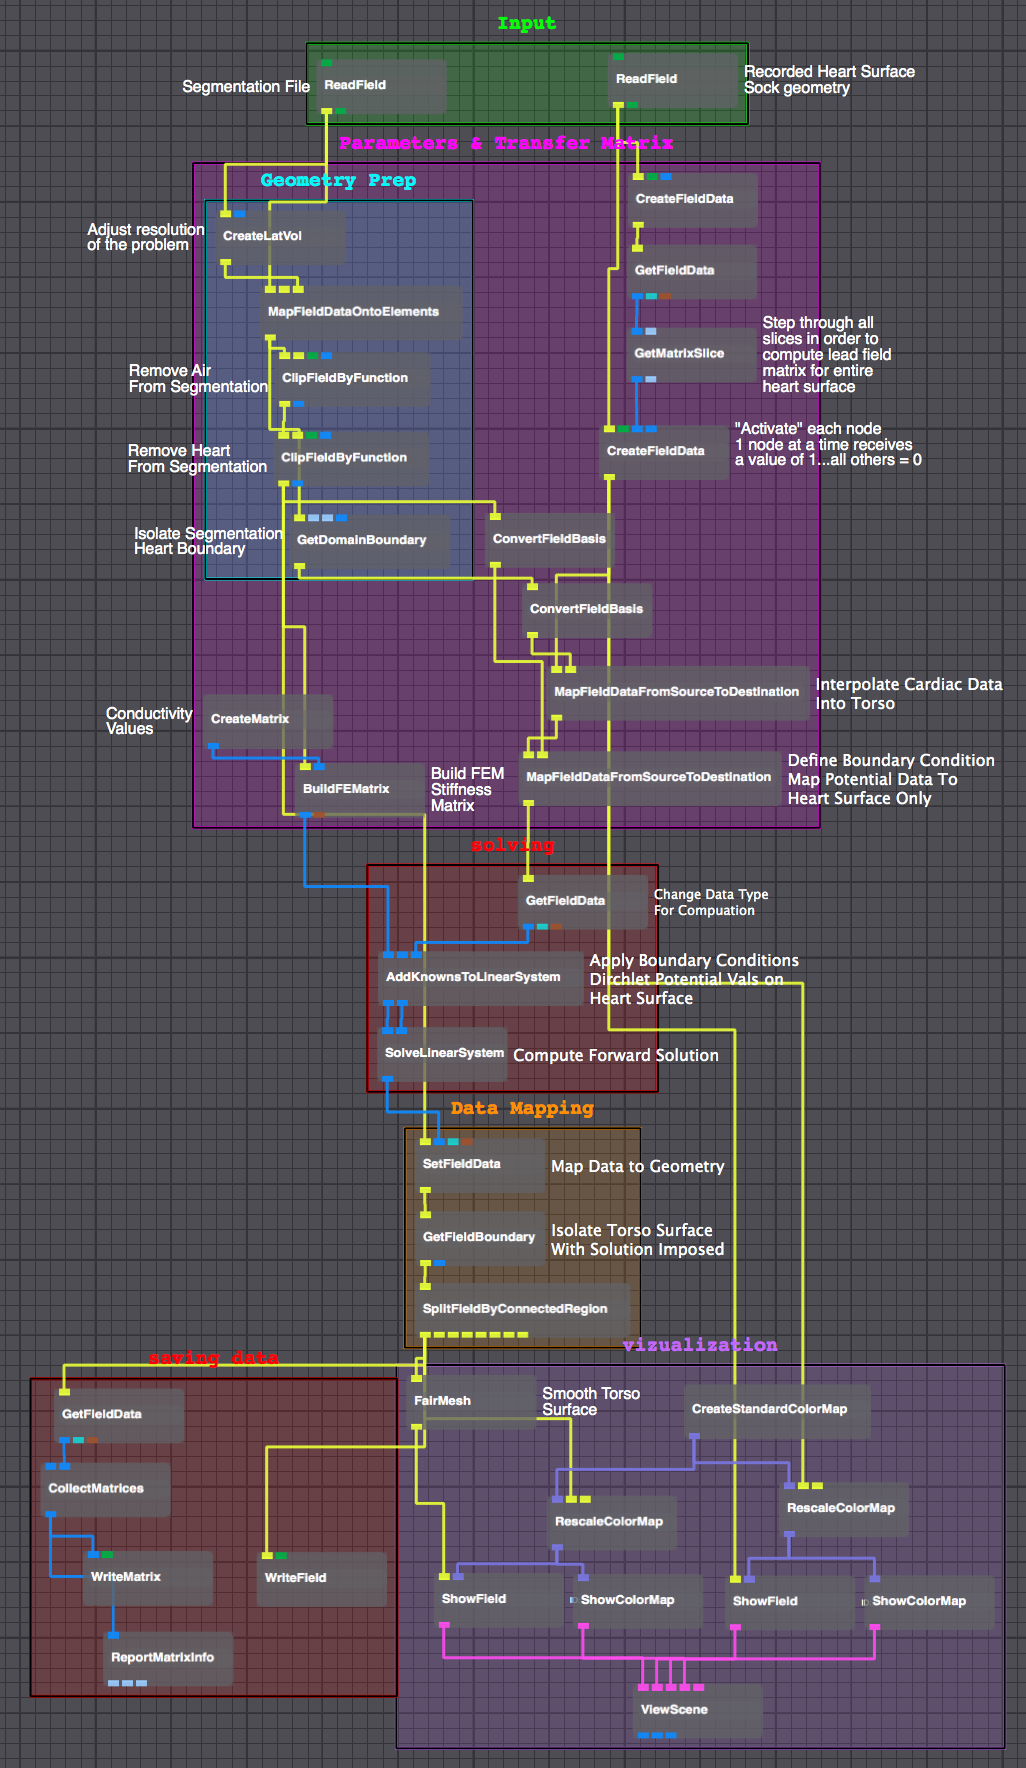 Input
Segmentation File
ReadField
ReadField
Recorded Heart Surface
Sock geometry
Parameters & Transfer Matrix
Geometry Prep
CreateFieldData
Adjust resolution
of the problem
CreateLatVol
GetFieldData
MapFieldDataOntoElements
GetMatrixSlice
Step through all
slices in order to
compute lead field
matrix for entire
heart surface
Remove Air
From Segmentation
ClipFieldByFunction
Remove Heart
From Segmentation
ClipFieldByFunction
CreateFieldData
"Activate" each node
1 node at a time receives
a value of 1...all others = 0
Isolate Segmentation
Heart Boundary
GetDomainBoundary
ConvertFieldBasis
ConvertFieldBasis
MapFieldDataFromSourceToDestination
Interpolate Cardiac Data
Into Torso
Conductivity
Values
CreateMatrix
MapFieldDataFromSourceToDestination
Define Boundary Condition
Map Potential Data To
Heart Surface Only
BuildFEMatrix
Build FEM
Stiffness
Matrix
solving
GetFieldData
Change Data Type
For Compuation
AddKnownsToLinearSystem
Apply Boundary Conditions
Dirchlet Potential Vals on
Heart Surface
SolveLinearSystem
Compute Forward Solution
Data Mapping
SetFieldData
Map Data to Geometry
GetFieldBoundary
Isolate Torso Surface
With Solution Imposed
SplitFieldByConnectedRegion
vizualization
saving data
GetFieldData
FairMesh
Smooth Torso
Surface
CreateStandardColorMap
CollectMatrices
RescaleColorMap
RescaleColorMap
WriteMatrix
WriteField
ShowField
ShowColorMap
ShowField
ShowColorMap
ReportMatrixInfo
ViewScene